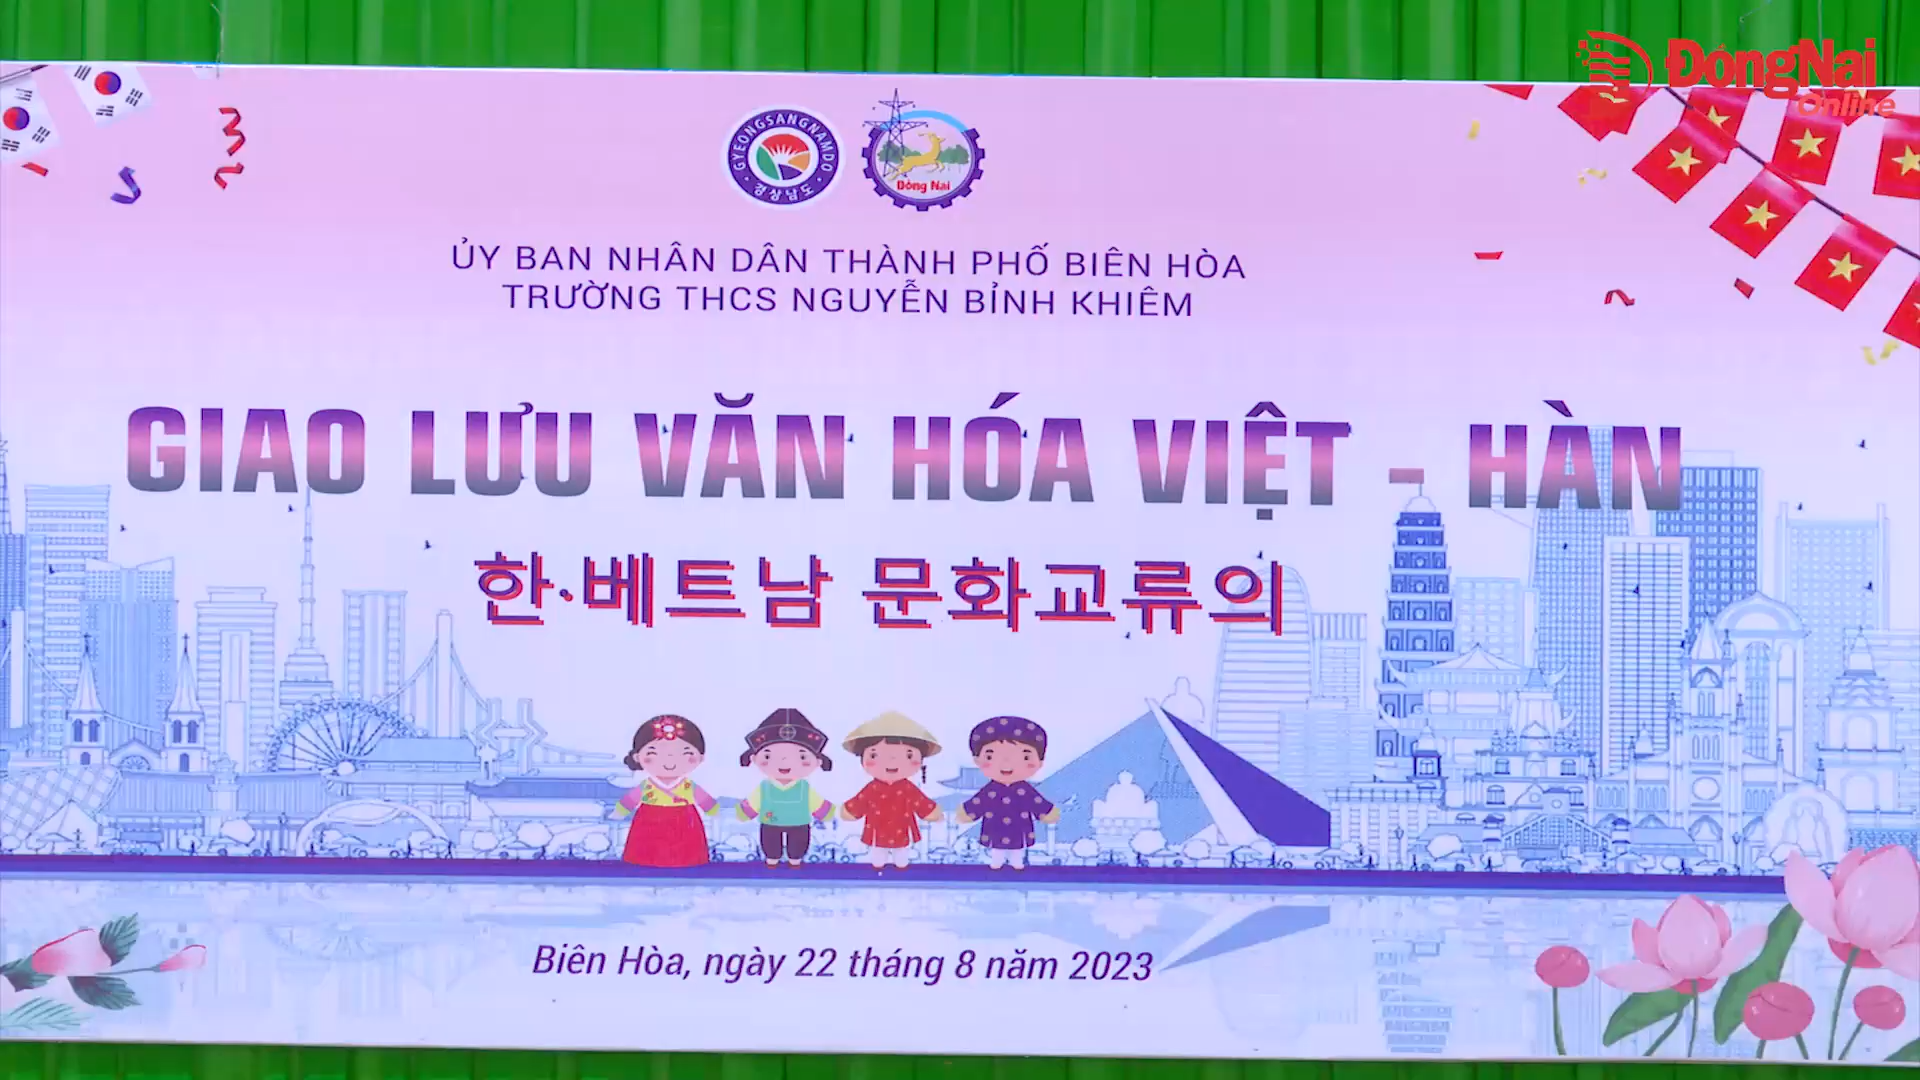 ĐồngNai
Online
GYEONGSANGNAMDO
경상남도
Đồng Nai
ỦY BAN NHÂN DÂN THÀNH PHỐ BIÊN HÒA
TRƯỜNG THCS NGUYỄN BỈNH KHIÊM
GIAO LƯU VĂN HÓA VIỆT - HÀN
한·베트남 문화교류의
Biên Hòa, ngày 22 tháng 8 năm 2023